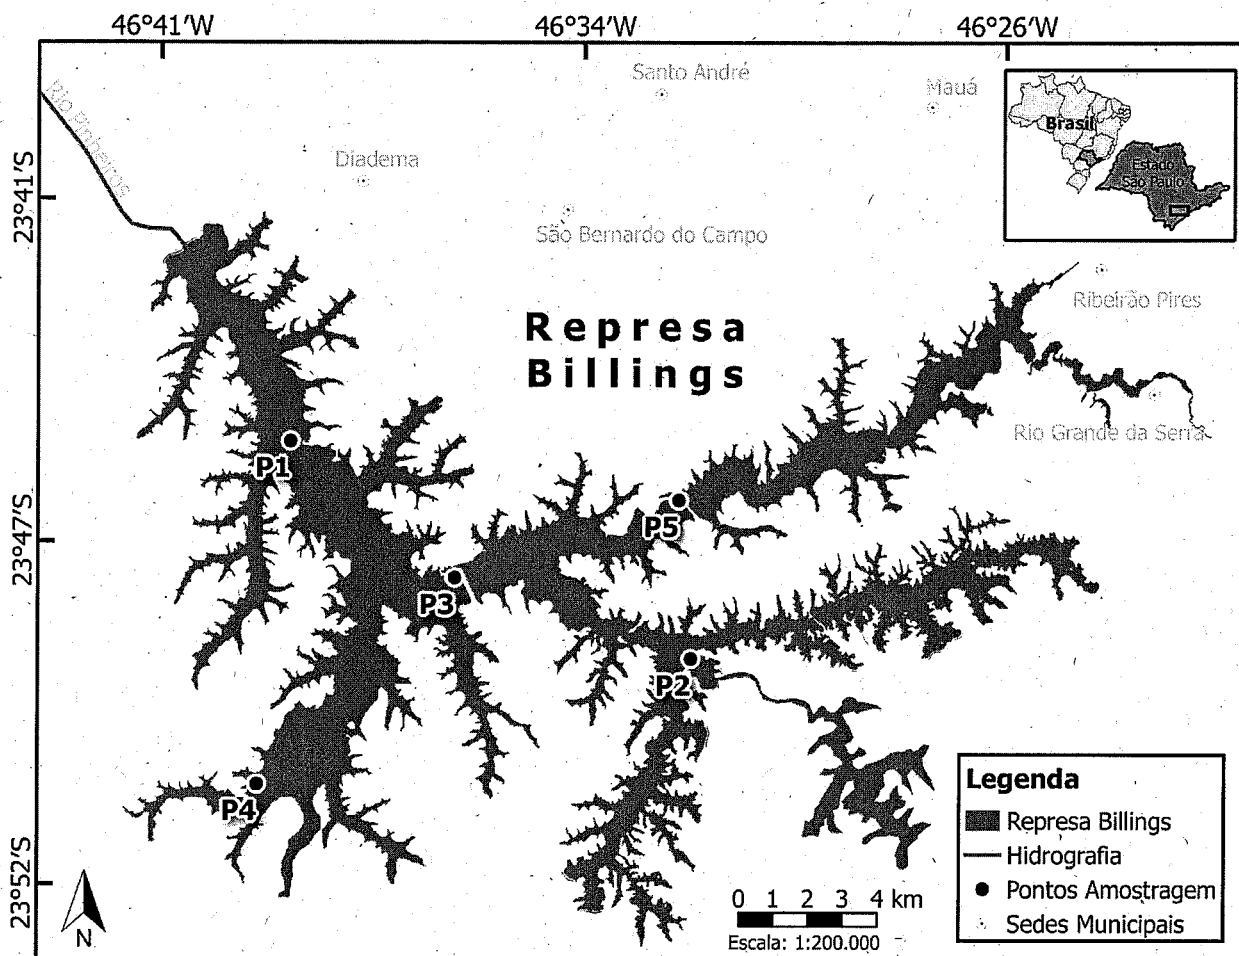 46°41′W
46°34′W
46°26′W
23°41′S
23°47′S
23°52′S
Rio Pinheiros
Santo André
Mauá
Diadema
São Bernardo do Campo
Brasil
Estado
São Paulo
Ribeirão Pires
Represa
Billings
Rio Grande da Serra
P1
P5
P3
P2
P4
N
0 1 2 3 4 km
Escala: 1:200.000
Legenda
Represa Billings
Hidrografia
Pontos Amostragem
Sedes Municipais